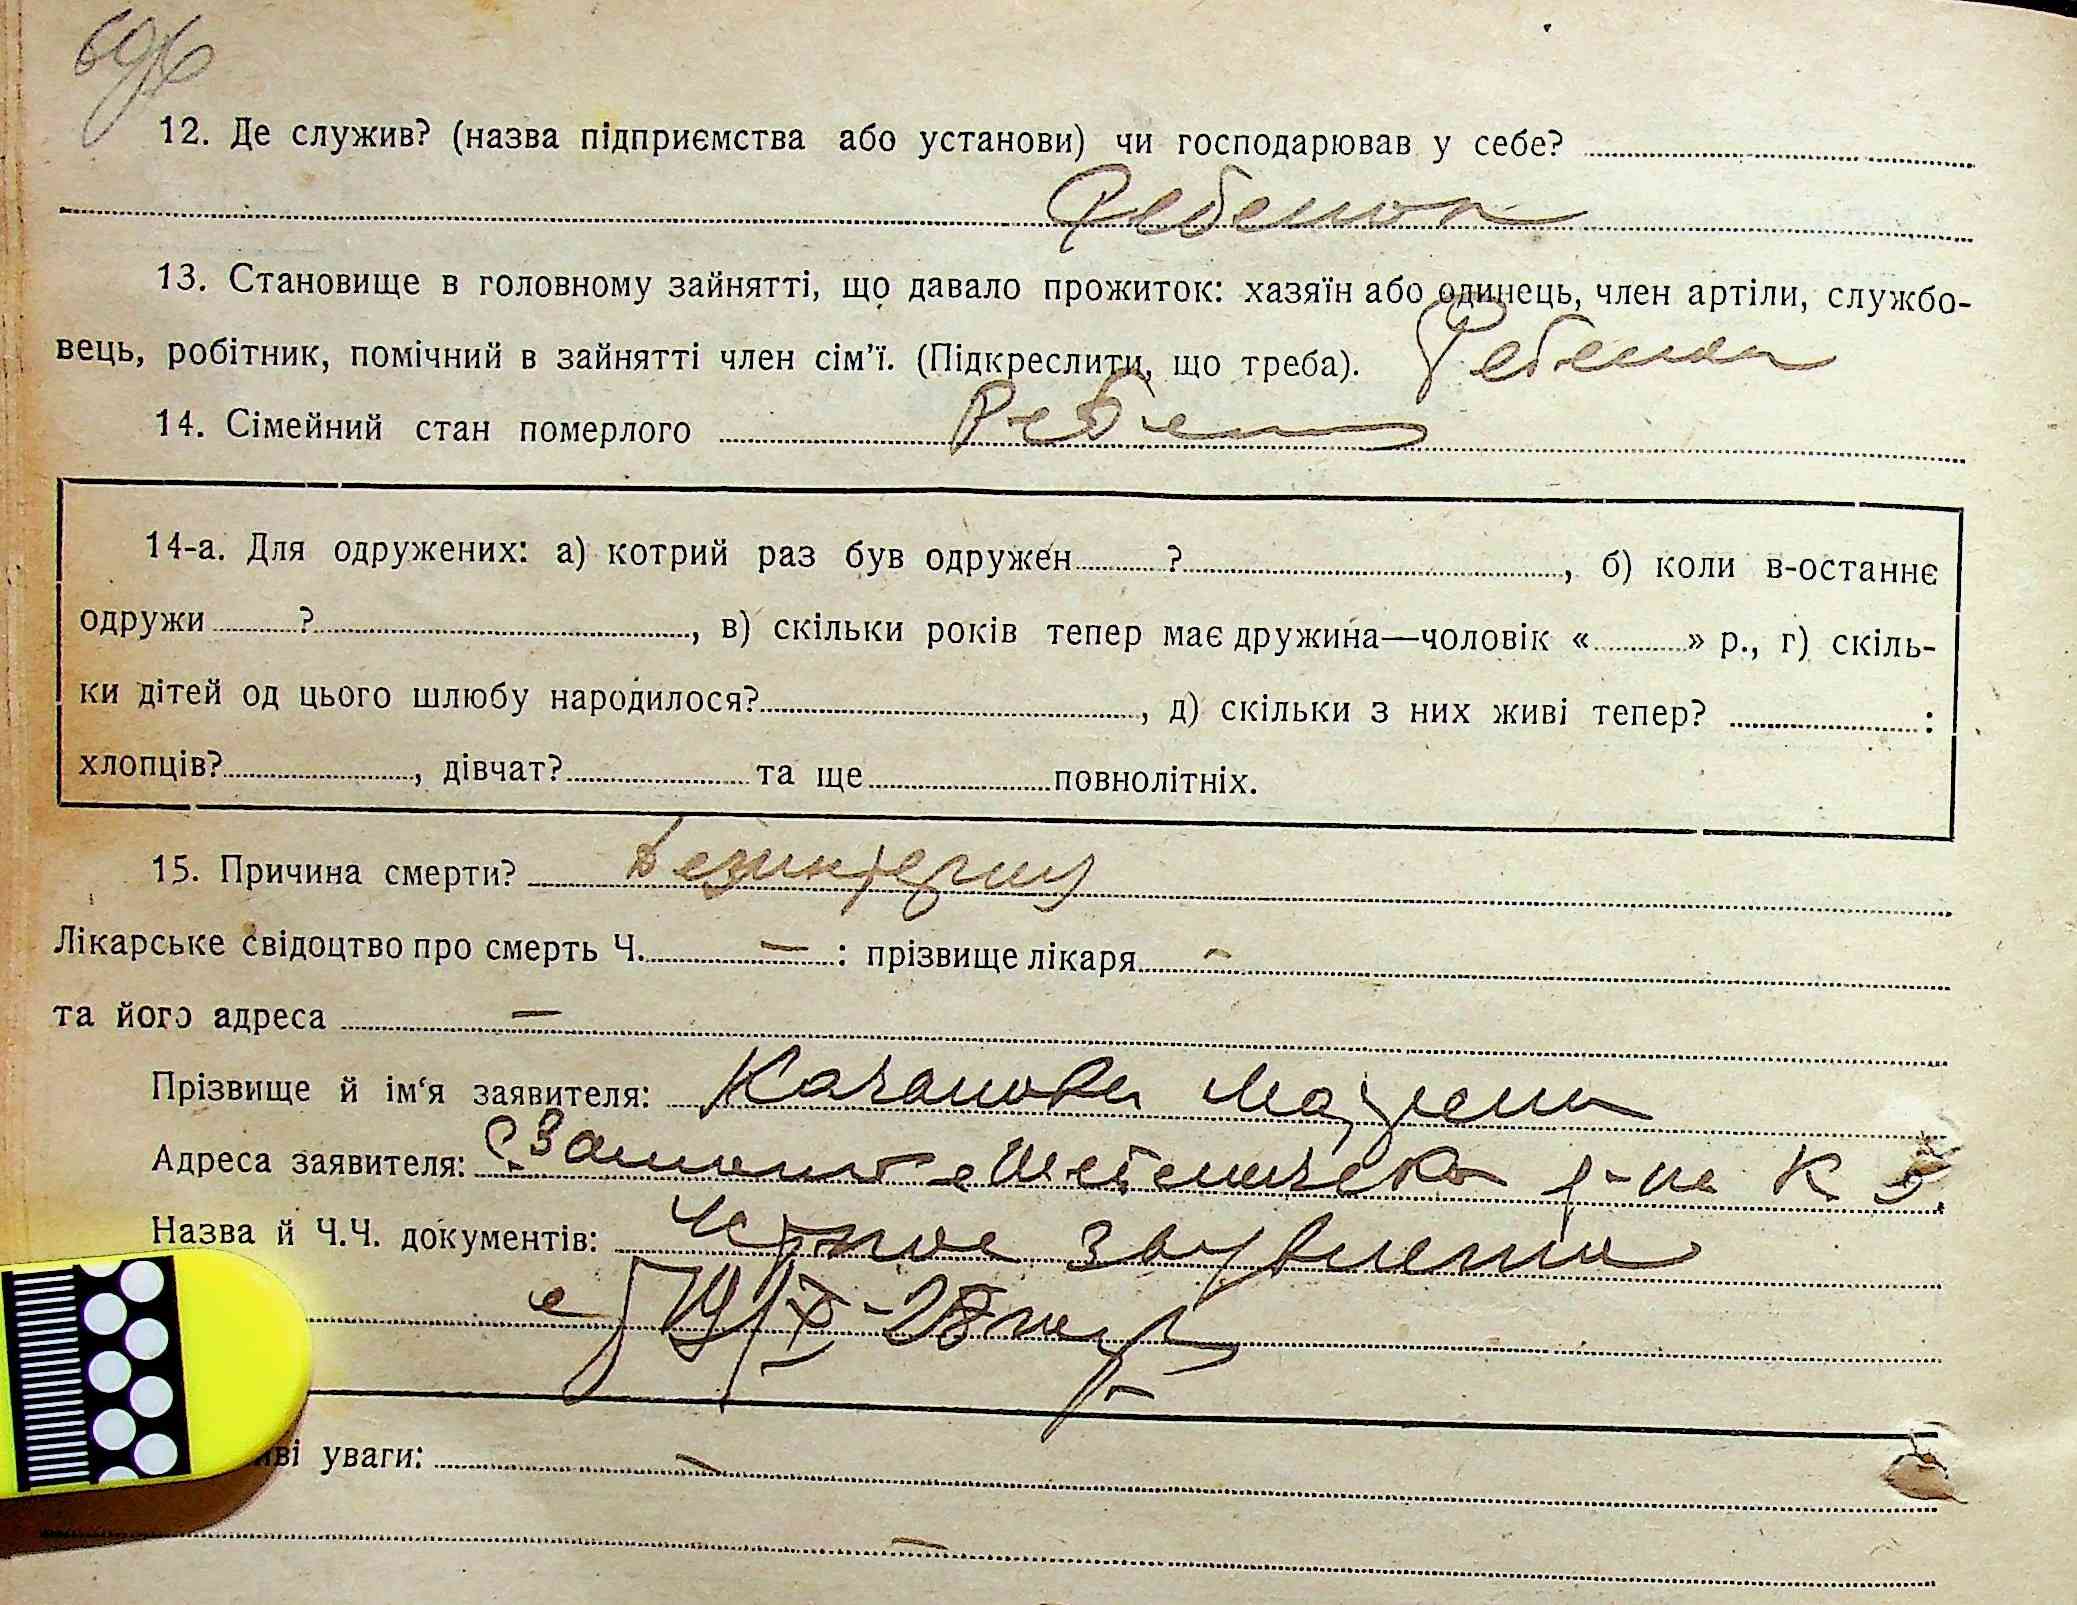 12. Де служив? (назва підприємства або установи) чи господарював у себе?
Ребенок
13. Становище в головному зайнятті, що давало прожиток: хазяїн або одинець, член артіли, службо-
вець, робітник, помічний в зайнятті член сім'ї. (Підкреслити, що треба). Ребенок
14. Сімейний стан померлого Ребенок
14-а. Для одружених: а) котрий раз був одружен ?, б) коли в-останнє
одружи ?, в) скільки років тепер має дружина—чоловік « » р., г) скіль-
ки дітей од цього шлюбу народилося?, д) скільки з них живі тепер? :
хлопців?, дівчат? та ще повнолітніх.
15. Причина смерти? Дезинтерия
Лікарське свідоцтво про смерть Ч. — : прізвище лікаря -
та його адреса —
Прізвище й ім'я заявителя: Качанова
Адреса заявителя: р-на К
Назва й Ч.Ч. документів:
ві уваги: —
—